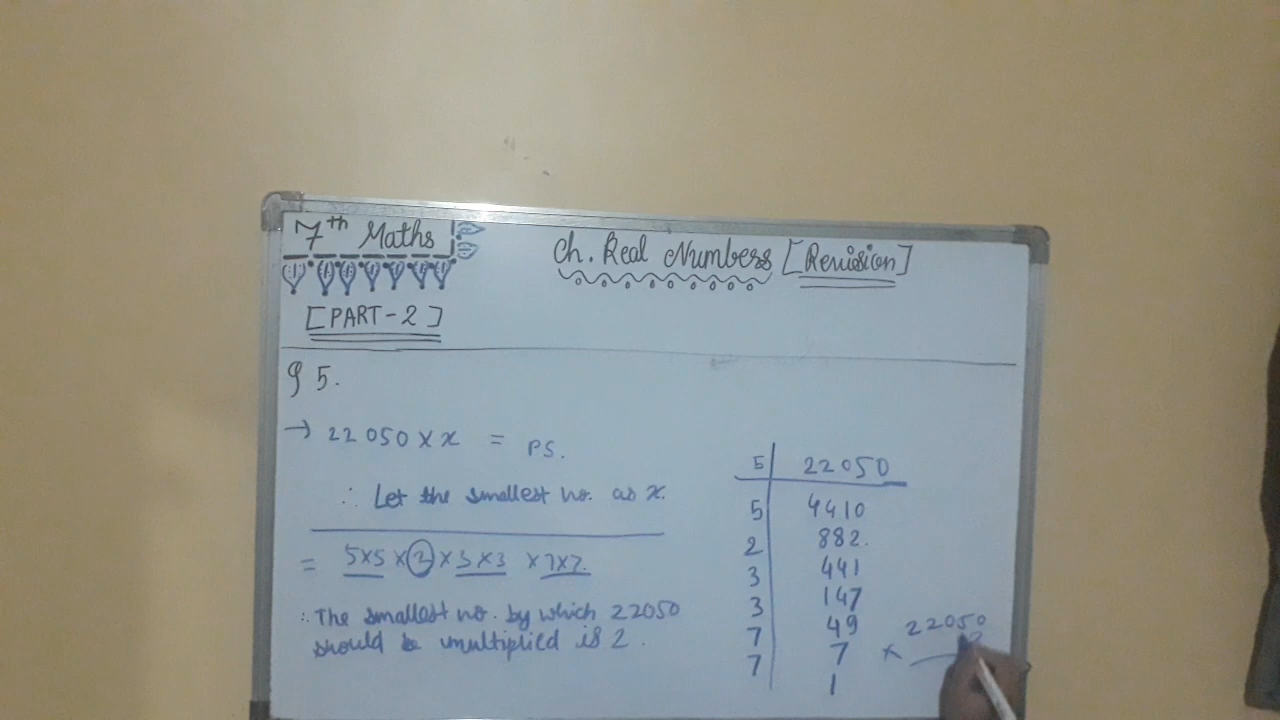 7th Maths
Ch. Real Numbers [Revision]
[PART-2]
Q 5.
→ 22050 × x = PS.
∴ Let the smallest no. as x.
= 5×5 × 2 × 3×3 × 7×7.
∴ The smallest no. by which 22050
should be multiplied is 2.
5 | 22050
5 | 4410
2 | 882.
3 | 441
3 | 147
7 | 49
7 | 7
1
22050
×